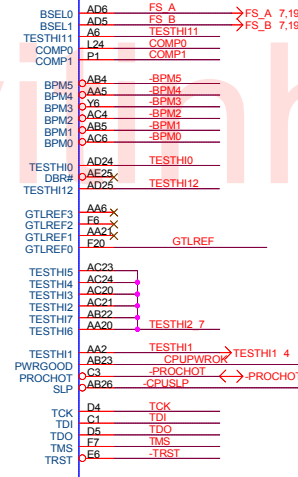 BSEL0 AD6 FS_A FS_A 7,19
BSEL1 AD5 FS_B FS_B 7,19
TESTHI11 A6 TESTHI11
COMP0 L24 COMP0
COMP1 P1 COMP1
BPM5 AB4 -BPM5
BPM4 AA5 -BPM4
BPM3 Y6 -BPM3
BPM2 AC4 -BPM2
BPM1 AB5 -BPM1
BPM0 AC6 -BPM0
TESTHI0 AD24 TESTHI0
DBR# AE25
TESTHI12 AD25 TESTHI12
GTLREF3 AA6
GTLREF2 F6
GTLREF1 AA21
GTLREF0 F20 GTLREF
TESTHI5 AC23
TESTHI4 AC24
TESTHI3 AC20
TESTHI2 AC21
TESTHI7 AB22
TESTHI6 AA20 TESTHI2_7
TESTHI1 AA2 TESTHI1 TESTHI1 4
PWRGOOD AB23 CPUPWROK
PROCHOT C3 -PROCHOT -PROCHOT
SLP AB26 -CPUSLP
TCK D4 TCK
TDI C1 TDI
TDO D5 TDO
TMS F7 TMS
TRST E6 -TRST